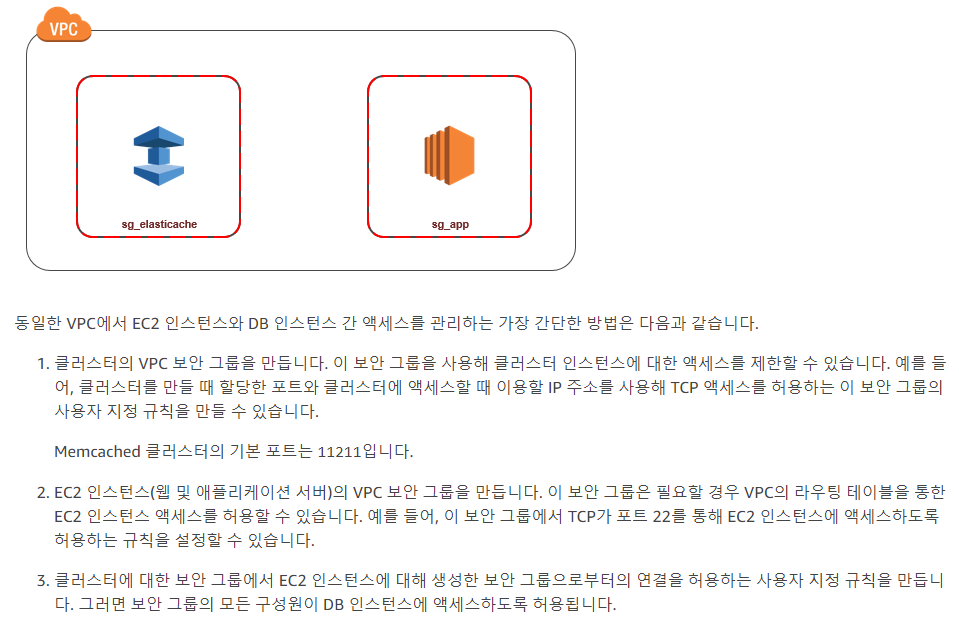 VPC
sg_elasticache
sg_app
동일한 VPC에서 EC2 인스턴스와 DB 인스턴스 간 액세스를 관리하는 가장 간단한 방법은 다음과 같습니다.
1. 클러스터의 VPC 보안 그룹을 만듭니다. 이 보안 그룹을 사용해 클러스터 인스턴스에 대한 액세스를 제한할 수 있습니다. 예를 들
어, 클러스터를 만들 때 할당한 포트와 클러스터에 액세스할 때 이용할 IP 주소를 사용해 TCP 액세스를 허용하는 이 보안 그룹의
사용자 지정 규칙을 만들 수 있습니다.
Memcached 클러스터의 기본 포트는 11211입니다.
2. EC2 인스턴스(웹 및 애플리케이션 서버)의 VPC 보안 그룹을 만듭니다. 이 보안 그룹은 필요할 경우 VPC의 라우팅 테이블을 통한
EC2 인스턴스 액세스를 허용할 수 있습니다. 예를 들어, 이 보안 그룹에서 TCP가 포트 22를 통해 EC2 인스턴스에 액세스하도록
허용하는 규칙을 설정할 수 있습니다.
3. 클러스터에 대한 보안 그룹에서 EC2 인스턴스에 대해 생성한 보안 그룹으로부터의 연결을 허용하는 사용자 지정 규칙을 만듭니
다. 그러면 보안 그룹의 모든 구성원이 DB 인스턴스에 액세스하도록 허용됩니다.